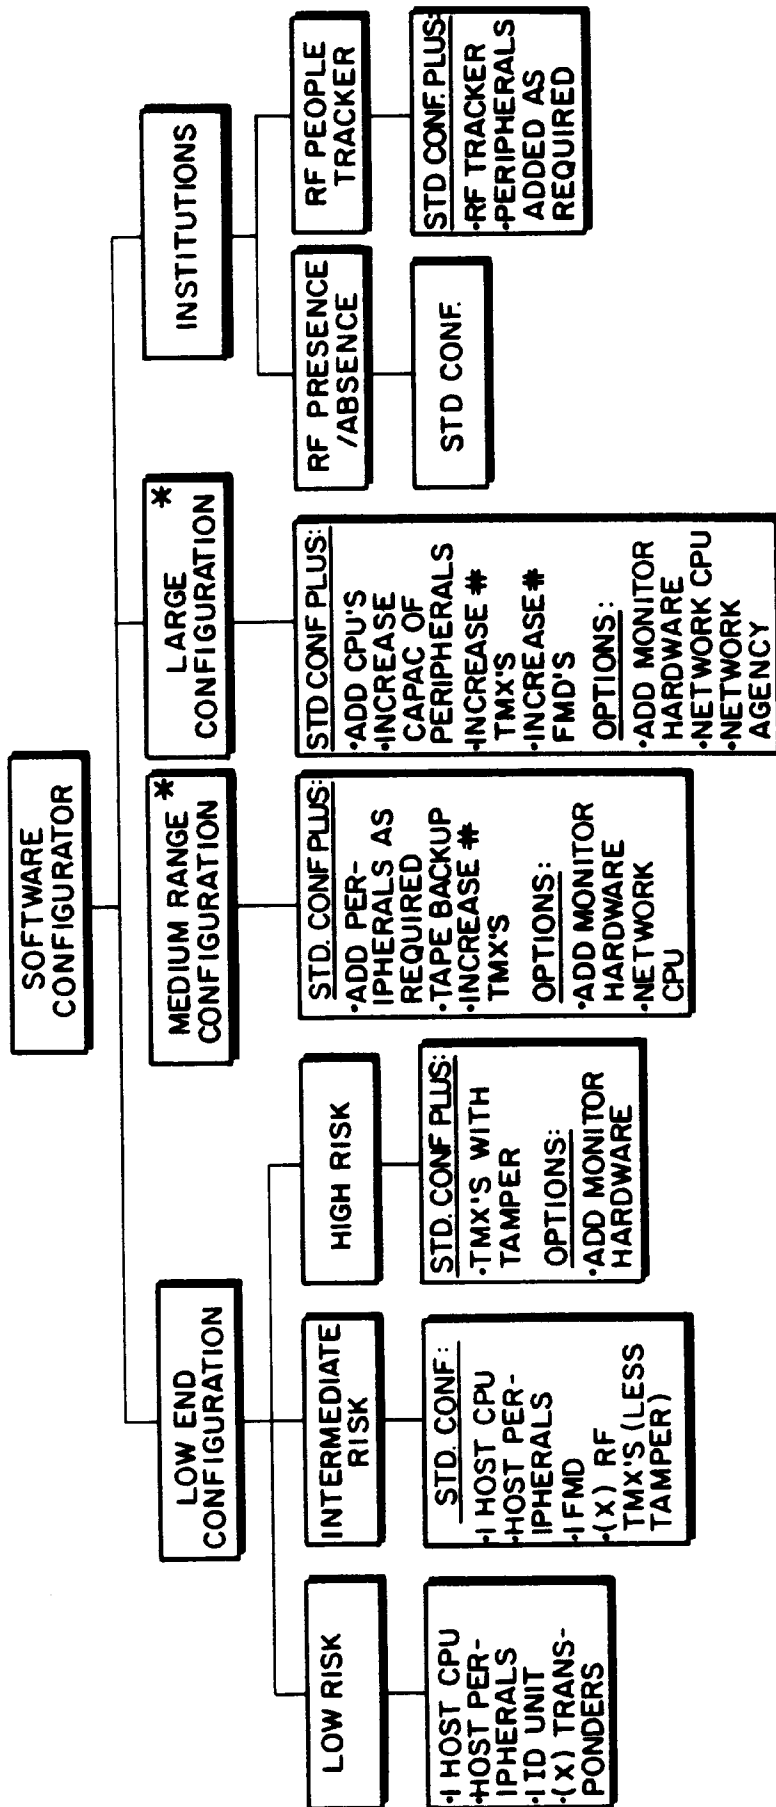 SOFTWARE
CONFIGURATOR
LOW END
CONFIGURATION
MEDIUM RANGE *
CONFIGURATION
LARGE *
CONFIGURATION
INSTITUTIONS
LOW RISK
INTERMEDIATE
RISK
HIGH RISK
RF PRESENCE
/ABSENCE
RF PEOPLE
TRACKER
•1 HOST CPU
•HOST PER-
IPHERALS
•1 ID UNIT
•(X) TRANS-
PONDERS
STD. CONF:
•1 HOST CPU
•HOST PER-
IPHERALS
•1 FMD
•(X) RF
TMX'S (LESS
TAMPER)
STD. CONF PLUS:
•TMX'S WITH
TAMPER
OPTIONS:
•ADD MONITOR
HARDWARE
STD. CONF PLUS:
•ADD PER-
IPHERALS AS
REQUIRED
•TAPE BACKUP
•INCREASE #
TMX'S
OPTIONS:
•ADD MONITOR
HARDWARE
•NETWORK
CPU
STD CONF PLUS:
•ADD CPU'S
•INCREASE
CAPAC OF
PERIPHERALS
•INCREASE #
TMX'S
•INCREASE #
FMD'S
OPTIONS:
•ADD MONITOR
HARDWARE
•NETWORK CPU
•NETWORK
AGENCY
STD CONF.
STD CONF. PLUS:
•RF TRACKER
•PERIPHERALS
ADDED AS
REQUIRED